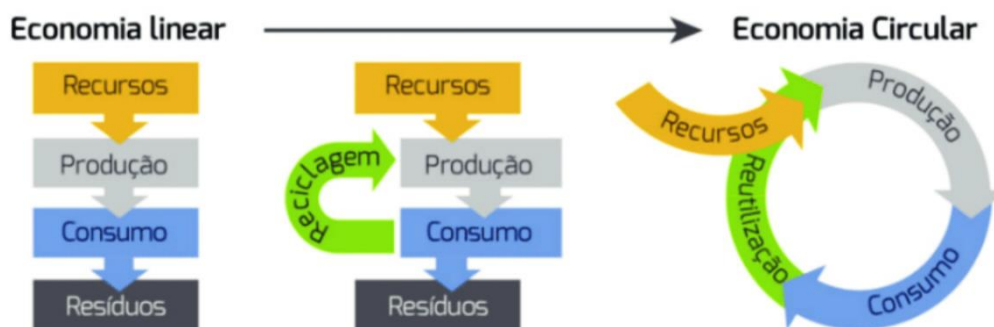 Economia linear
Economia Circular
Recursos
Produção
Consumo
Resíduos
Recursos
Reciclagem
Produção
Consumo
Resíduos
Recursos
Produção
Consumo
Reutilização